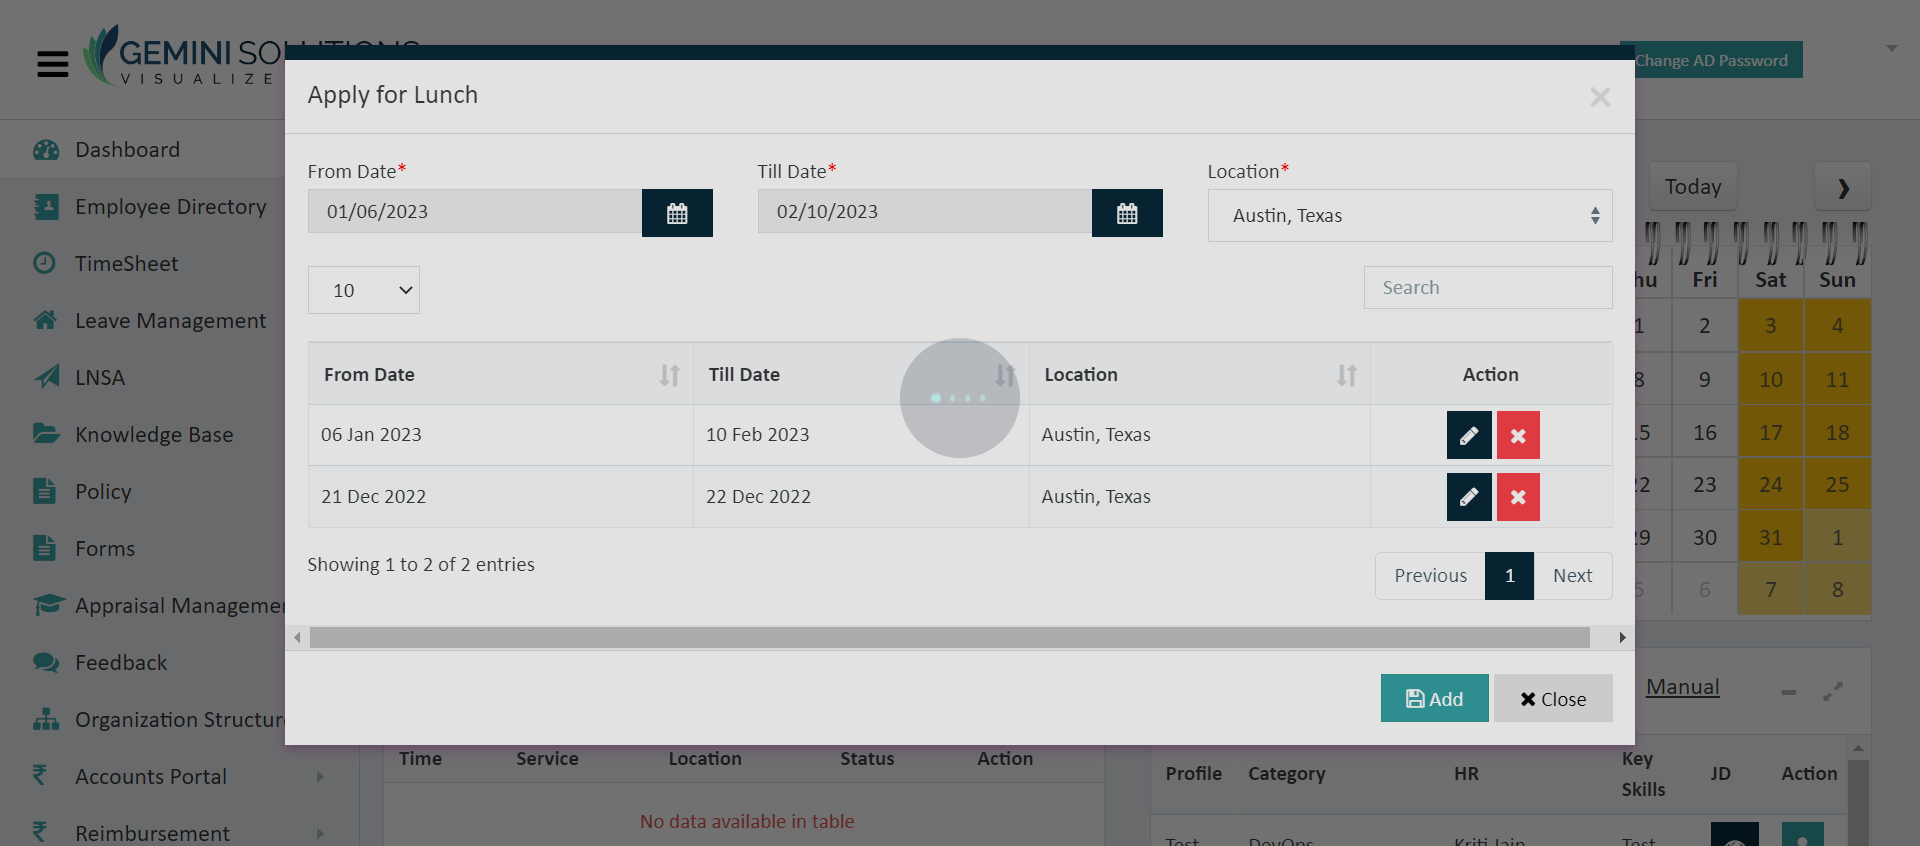 GEMINI SO
VISUALIZE
Change AD Password
Dashboard
Employee Directory
TimeSheet
Leave Management
LNSA
Knowledge Base
Policy
Forms
Appraisal Managemen
Feedback
Organization Structure
Accounts Portal
Reimbursement
Apply for Lunch
From Date*
Till Date*
Location*
01/06/2023
02/10/2023
Austin, Texas
10
Search
From Date Till Date Location Action
06 Jan 2023 10 Feb 2023 Austin, Texas
21 Dec 2022 22 Dec 2022 Austin, Texas
Showing 1 to 2 of 2 entries
Previous 1 Next
Add Close
Today
hu Fri Sat Sun
1 2 3 4
8 9 10 11
15 16 17 18
22 23 24 25
29 30 31 1
5 6 7 8
Manual
Time Service Location Status Action
No data available in table
Profile Category HR Key Skills JD Action
Test DevOps Kriti Jain Test